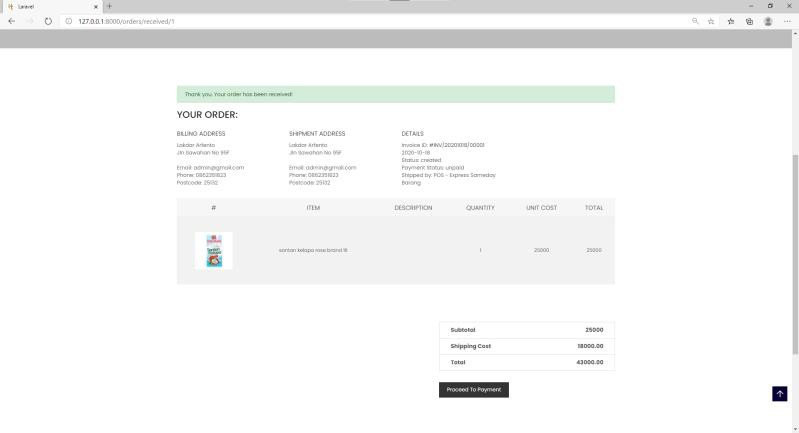 Laravel
127.0.0.1:8000/orders/received/1
Thank you. Your order has been received!
YOUR ORDER:
BILLING ADDRESS
Lakdar Arfento
Jln Sawahan No 95F
Email: admin@gmail.com
Phone: 0862351823
Postcode: 25132
SHIPMENT ADDRESS
Lakdar Arfento
Jln Sawahan No 95F
Email: admin@gmail.com
Phone: 0862351823
Postcode: 25132
DETAILS
Invoice ID: #INV/20201018/00001
2020-10-18
Status: created
Payment Status: unpaid
Shipped by: POS - Express Sameday
Barang
# ITEM DESCRIPTION QUANTITY UNIT COST TOTAL
santan kelapa rose brand 18 1 25000 25000
Subtotal 25000
Shipping Cost 18000.00
Total 43000.00
Proceed To Payment